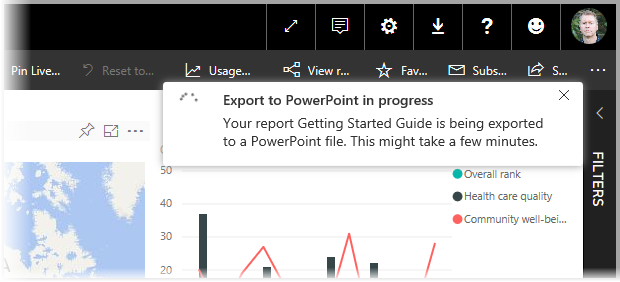 Pin Live... Reset to... Usage... View r... Fav... Subs... S...
Export to PowerPoint in progress
Your report Getting Started Guide is being exported
to a PowerPoint file. This might take a few minutes.
FILTERS
50
40
30
20
Overall rank
Health care quality
Community well-bei...